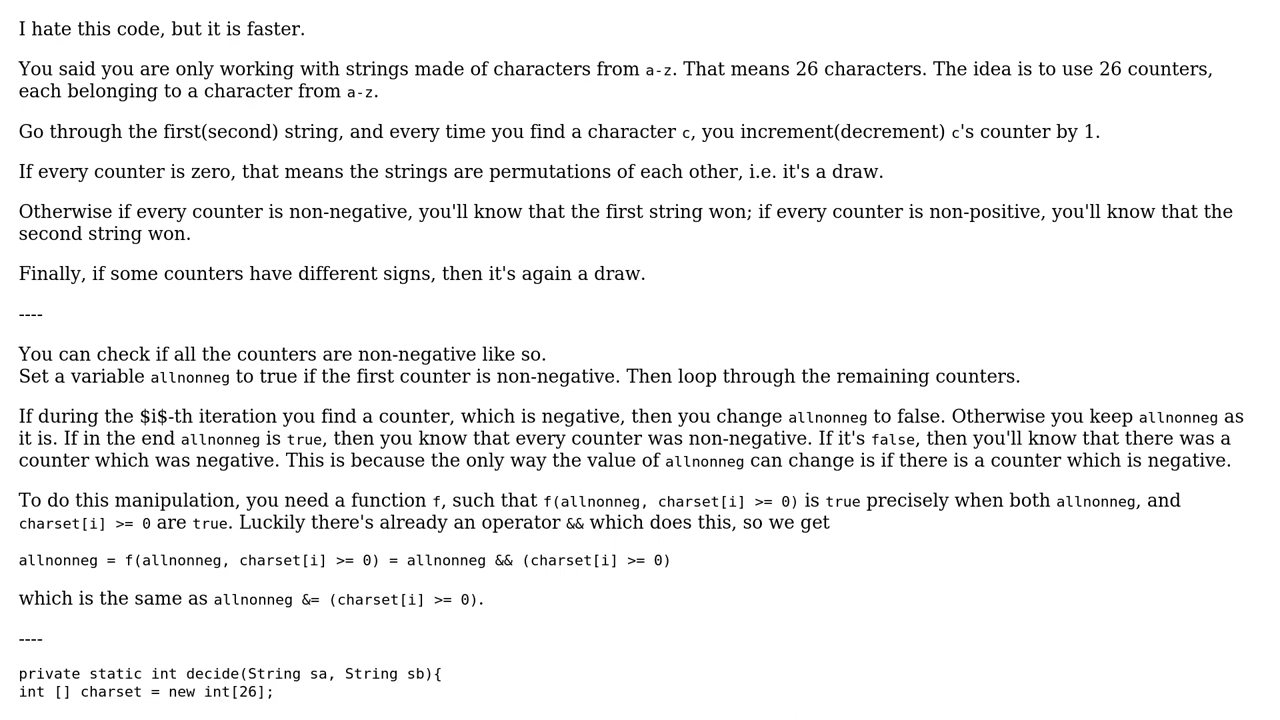 I hate this code, but it is faster.
You said you are only working with strings made of characters from a-z. That means 26 characters. The idea is to use 26 counters,
each belonging to a character from a-z.
Go through the first(second) string, and every time you find a character c, you increment(decrement) c's counter by 1.
If every counter is zero, that means the strings are permutations of each other, i.e. it's a draw.
Otherwise if every counter is non-negative, you'll know that the first string won; if every counter is non-positive, you'll know that the
second string won.
Finally, if some counters have different signs, then it's again a draw.
----
You can check if all the counters are non-negative like so.
Set a variable allnonneg to true if the first counter is non-negative. Then loop through the remaining counters.
If during the $i$-th iteration you find a counter, which is negative, then you change allnonneg to false. Otherwise you keep allnonneg as
it is. If in the end allnonneg is true, then you know that every counter was non-negative. If it's false, then you'll know that there was a
counter which was negative. This is because the only way the value of allnonneg can change is if there is a counter which is negative.
To do this manipulation, you need a function f, such that f(allnonneg, charset[i] >= 0) is true precisely when both allnonneg, and
charset[i] >= 0 are true. Luckily there's already an operator && which does this, so we get
allnonneg = f(allnonneg, charset[i] >= 0) = allnonneg && (charset[i] >= 0)
which is the same as allnonneg &= (charset[i] >= 0).
----
private static int decide(String sa, String sb){
int [] charset = new int[26];